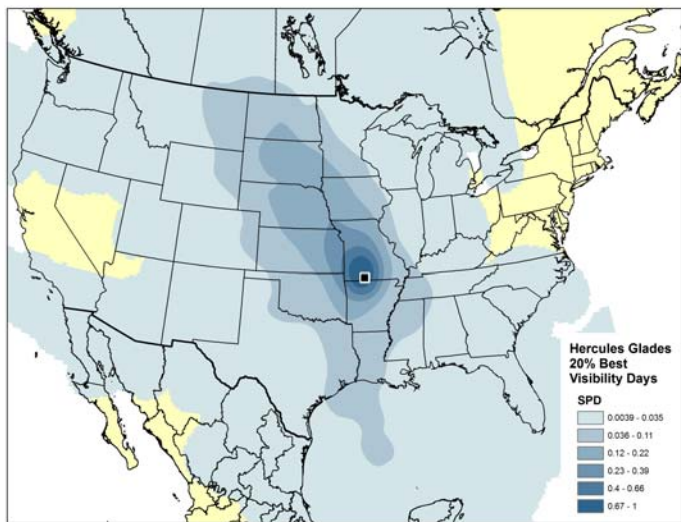 Hercules Glades
20% Best
Visibility Days
SPD
0.0039 - 0.035
0.036 - 0.11
0.12 - 0.22
0.23 - 0.39
0.4 - 0.66
0.67 - 1